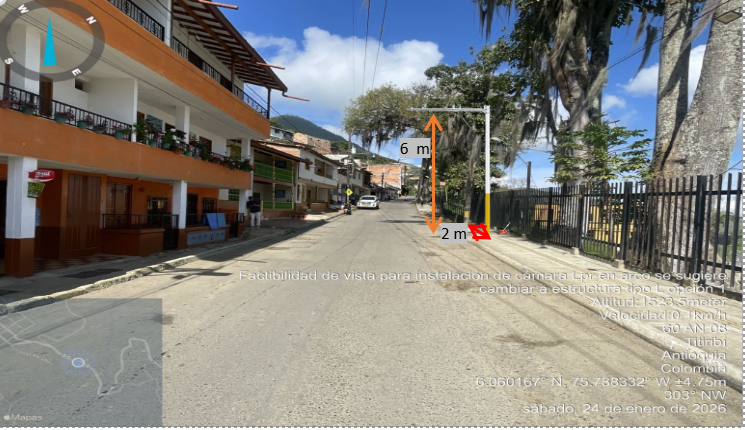 N
W
S
E
6 m
2 m
Factibilidad de vista para instalación de cámara Lpr en arco se sugiere
cambiar a estructura tipo L opción 1
Altitud:1523.5meter
Velocidad:0.1km/h
60 AN-08
Titiribí
Antioquia
Colombia
6.060167° N, 75.788332° W ±4.75m
303° NW
sábado, 24 de enero de 2026
Mapas